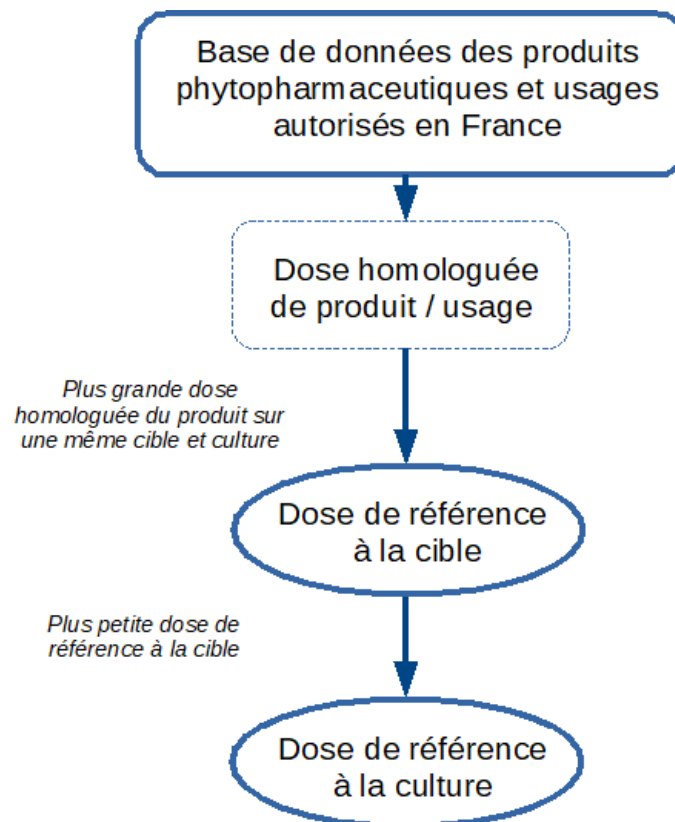 Base de données des produits
phytopharmaceutiques et usages
autorisés en France
Dose homologuée
de produit / usage
Plus grande dose
homologuée du produit sur
une même cible et culture
Dose de référence
à la cible
Plus petite dose de
référence à la cible
Dose de référence
à la culture